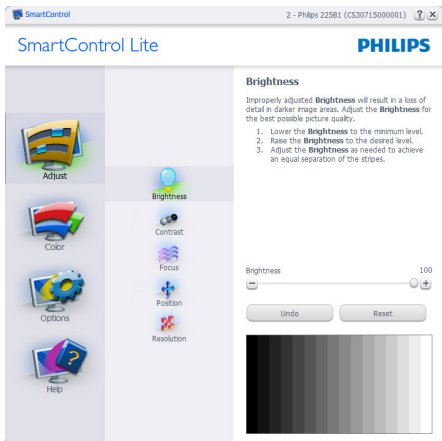 SmartControl
2 - Philips 225B1 (CS30715000001)
? X
SmartControl Lite
PHILIPS
Adjust
Color
Options
Help
Brightness
Contrast
Focus
Position
Resolution
Brightness
Improperly adjusted Brightness will result in a loss of
detail in darker image areas. Adjust the Brightness for
the best possible picture quality.
1. Lower the Brightness to the minimum level.
2. Raise the Brightness to the desired level.
3. Adjust the Brightness as needed to achieve
an equal separation of the stripes.
Brightness 100
Undo Reset